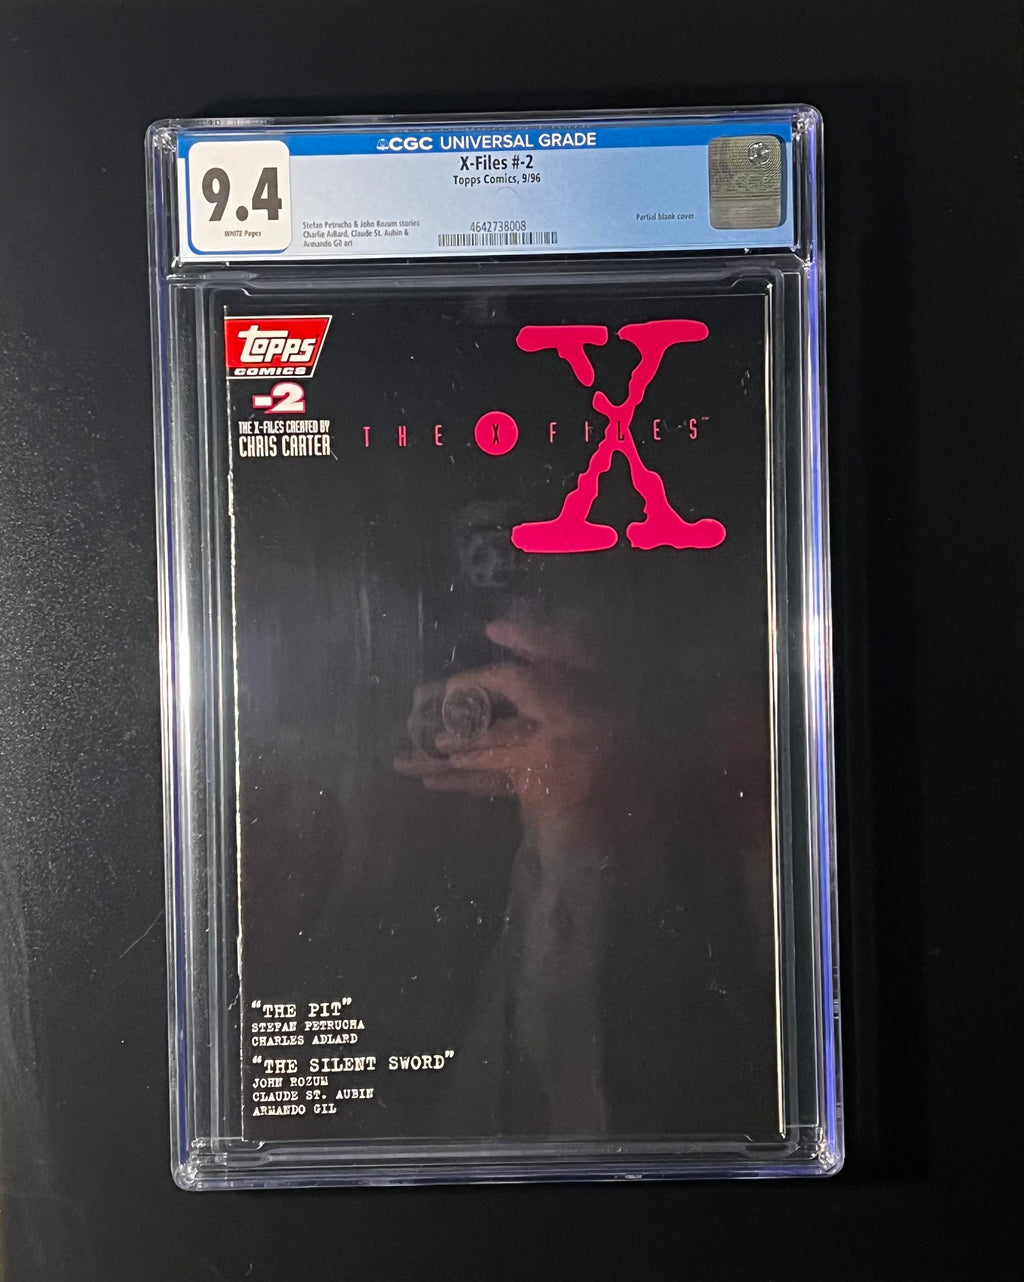 CGC UNIVERSAL GRADE
9.4
WHITE Pages
X-Files #-2
Topps Comics, 9/96
Stefan Petrucha & John Rozum stories
Charlie Adlard, Claude St. Aubin &
Armando Gil art
4642738008
Partial blank cover.
CGC
Topps
COMICS
-2
THE X-FILES CREATED BY
CHRIS CARTER
X
THE X FILES™
"THE PIT"
STEFAN PETRUCHA
CHARLES ADLARD
"THE SILENT SWORD"
JOHN ROZUM
CLAUDE ST. AUBIN
ARMANDO GIL